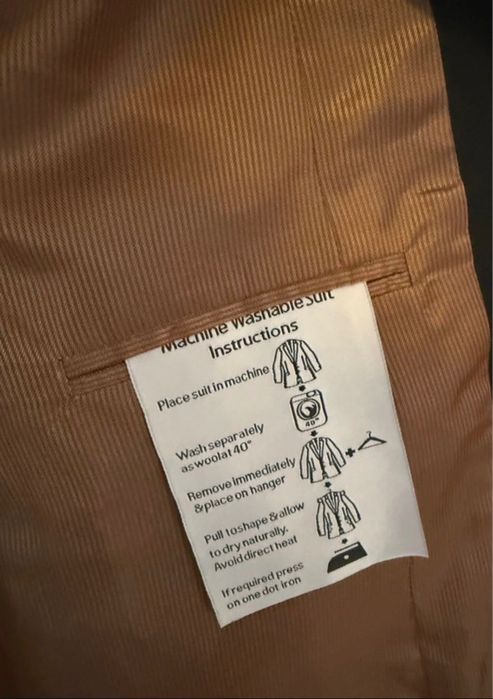 Machine Washable Suit
Instructions
Place suit in machine
40°
Wash separately
as wool at 40°
Remove Immediately
& place on hanger
Pull to shape & allow
to dry naturally.
Avoid direct heat
If required press
on one dot iron